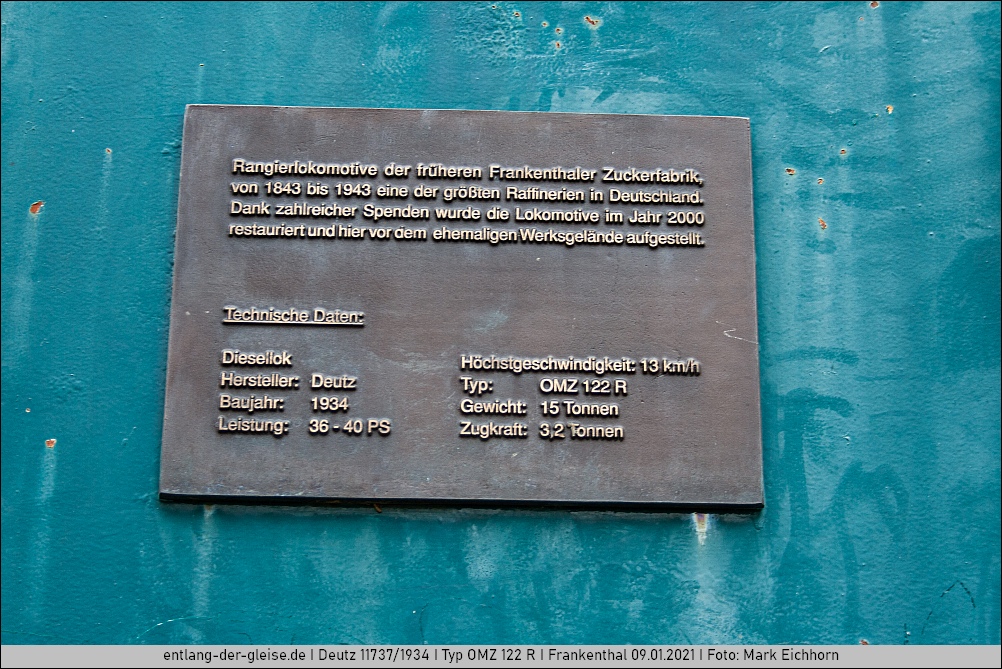 Rangierlokomotive der früheren Frankenthaler Zuckerfabrik,
von 1843 bis 1943 eine der größten Raffinerien in Deutschland.
Dank zahlreicher Spenden wurde die Lokomotive im Jahr 2000
restauriert und hier vor dem ehemaligen Werksgelände aufgestellt.
Technische Daten:
Diesellok
Hersteller: Deutz
Baujahr: 1934
Leistung: 36 - 40 PS
Höchstgeschwindigkeit: 13 km/h
Typ: OMZ 122 R
Gewicht: 15 Tonnen
Zugkraft: 3,2 Tonnen
entlang-der-gleise.de | Deutz 11737/1934 | Typ OMZ 122 R | Frankenthal 09.01.2021 | Foto: Mark Eichhorn